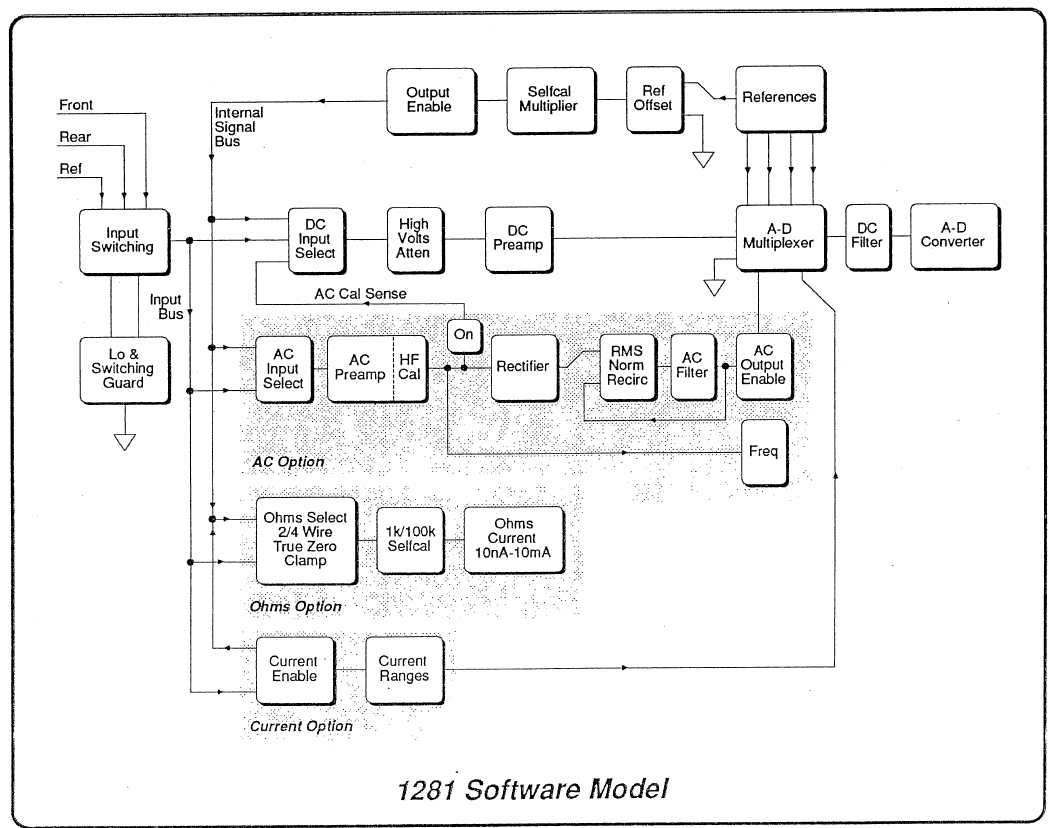 Front
Rear
Ref
Input
Switching
Lo &
Switching
Guard
Input
Bus
Internal
Signal
Bus
Output
Enable
Selfcal
Multiplier
Ref
Offset
References
DC
Input
Select
High
Volts
Atten
DC
Preamp
A-D
Multiplexer
DC
Filter
A-D
Converter
AC Cal Sense
On
AC
Input
Select
AC
Preamp
HF
Cal
Rectifier
RMS
Norm
Recirc
AC
Filter
AC
Output
Enable
Freq
AC Option
Ohms Select
2/4 Wire
True Zero
Clamp
1k/100k
Selfcal
Ohms
Current
10nA-10mA
Ohms Option
Current
Enable
Current
Ranges
Current Option
1281 Software Model